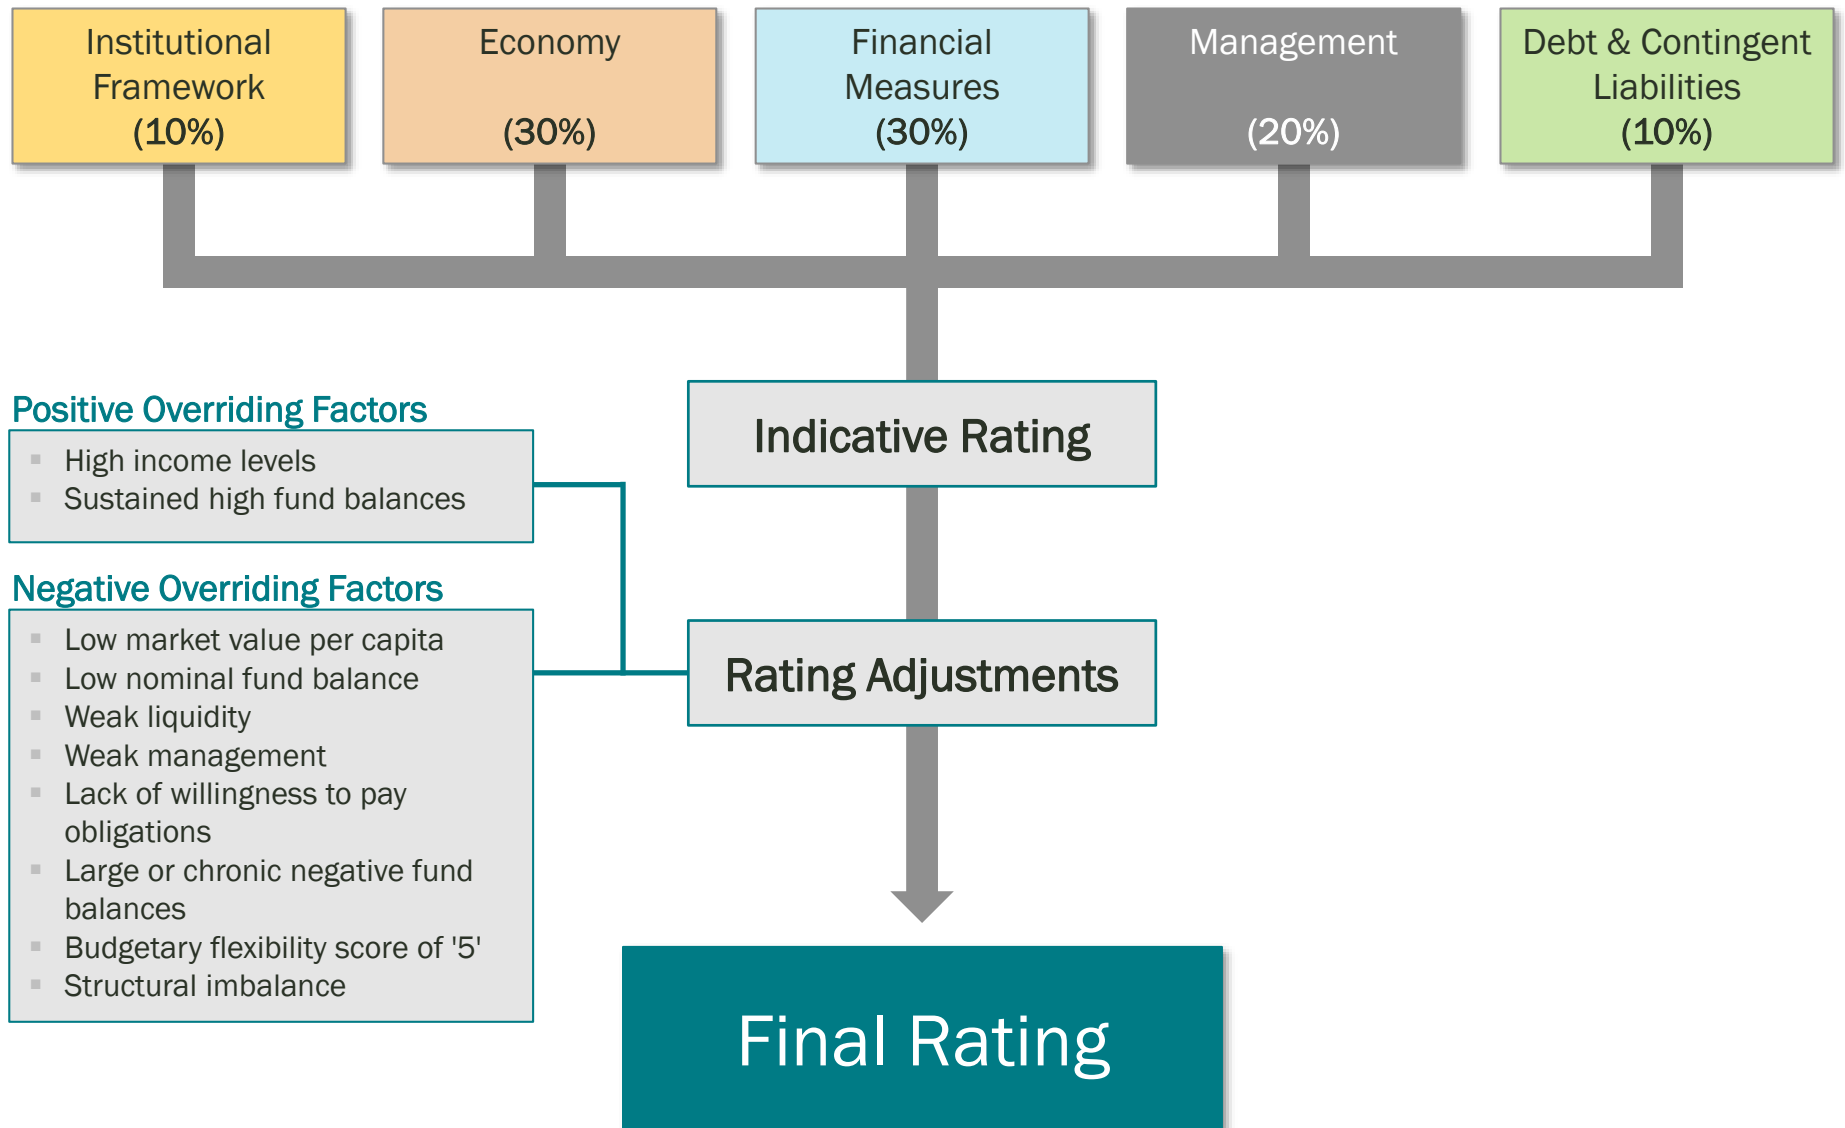 Institutional
Framework
(10%)
Economy
(30%)
Financial
Measures
(30%)
Management
(20%)
Debt & Contingent
Liabilities
(10%)
Indicative Rating
Positive Overriding Factors
High income levels
Sustained high fund balances
Negative Overriding Factors
Low market value per capita
Low nominal fund balance
Weak liquidity
Weak management
Lack of willingness to pay
obligations
Large or chronic negative fund
balances
Budgetary flexibility score of '5'
Structural imbalance
Rating Adjustments
Final Rating